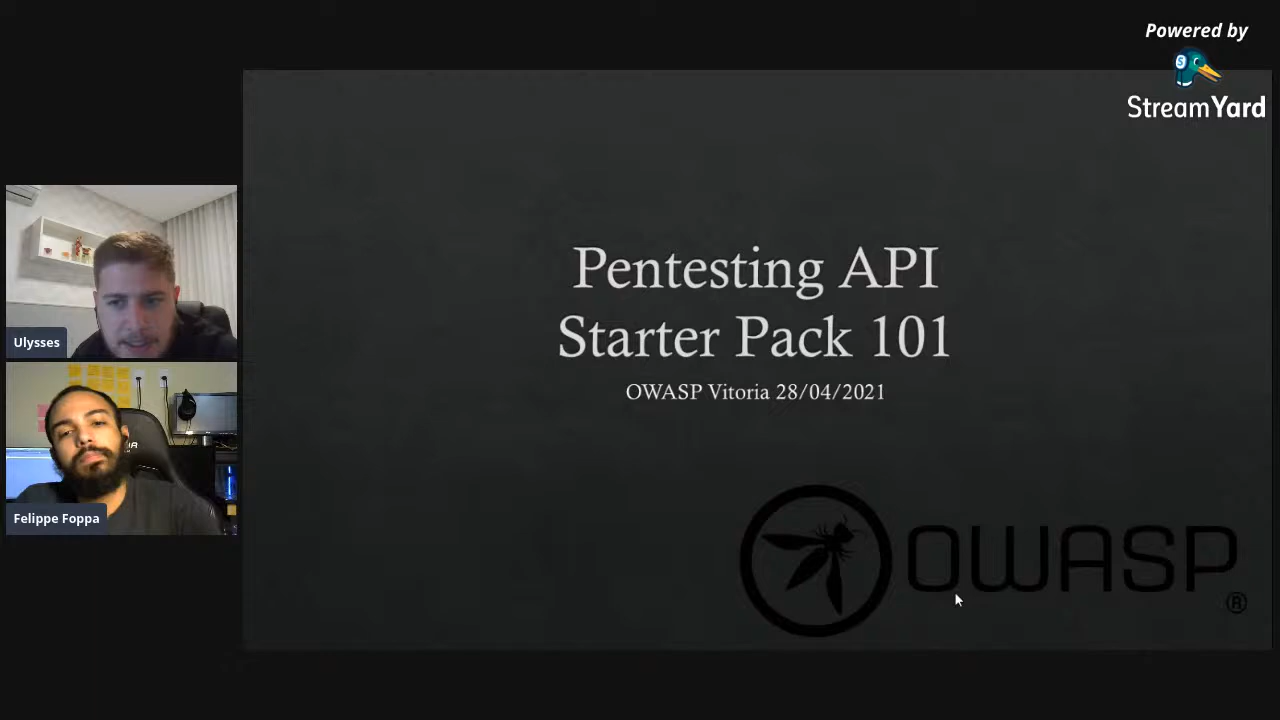 Powered by
StreamYard
Pentesting API
Starter Pack 101
OWASP Vitoria 28/04/2021
Ulysses
Felippe Foppa
OWASP
®